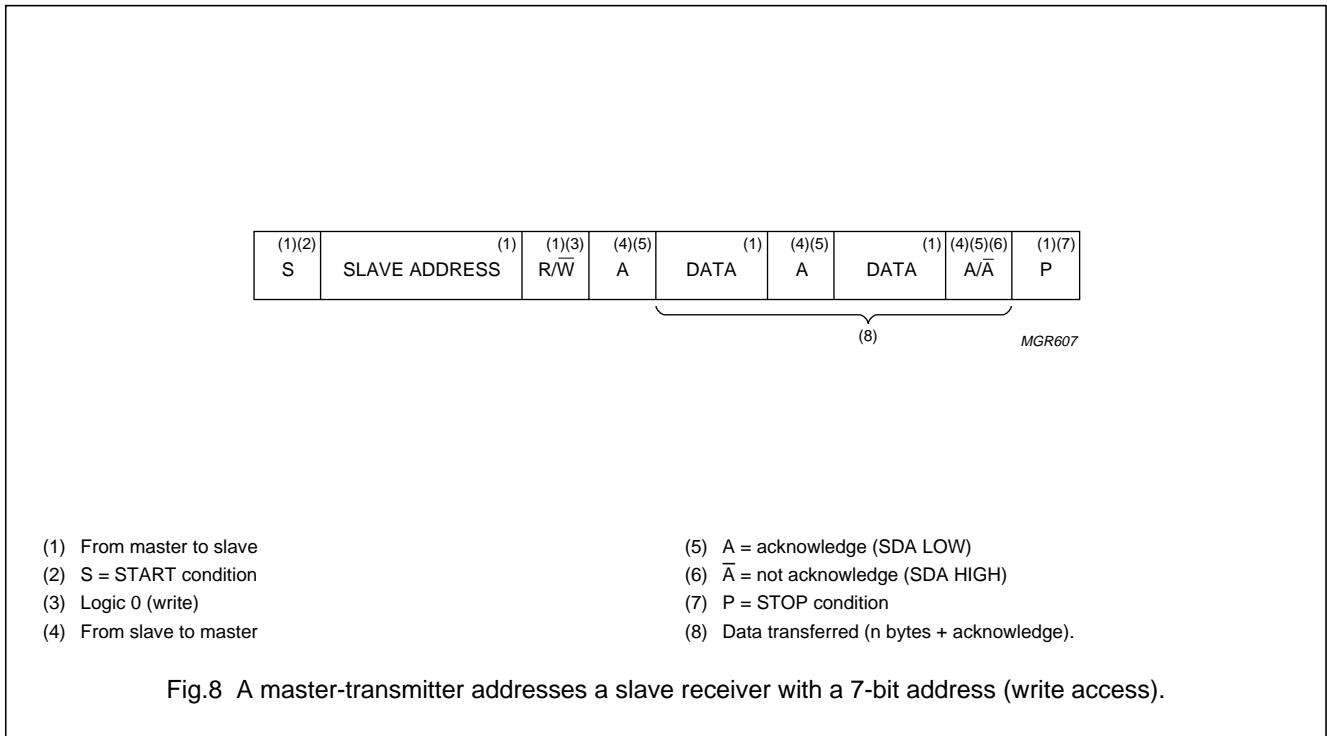 (1)(2) (1) (1)(3) (4)(5) (1) (4)(5) (1) (4)(5)(6) (1)(7)
S SLAVE ADDRESS R/W̅ A DATA A DATA A/A̅ P
(8)
MGR607
(1) From master to slave
(2) S = START condition
(3) Logic 0 (write)
(4) From slave to master
(5) A = acknowledge (SDA LOW)
(6) A̅ = not acknowledge (SDA HIGH)
(7) P = STOP condition
(8) Data transferred (n bytes + acknowledge).
Fig.8 A master-transmitter addresses a slave receiver with a 7-bit address (write access).